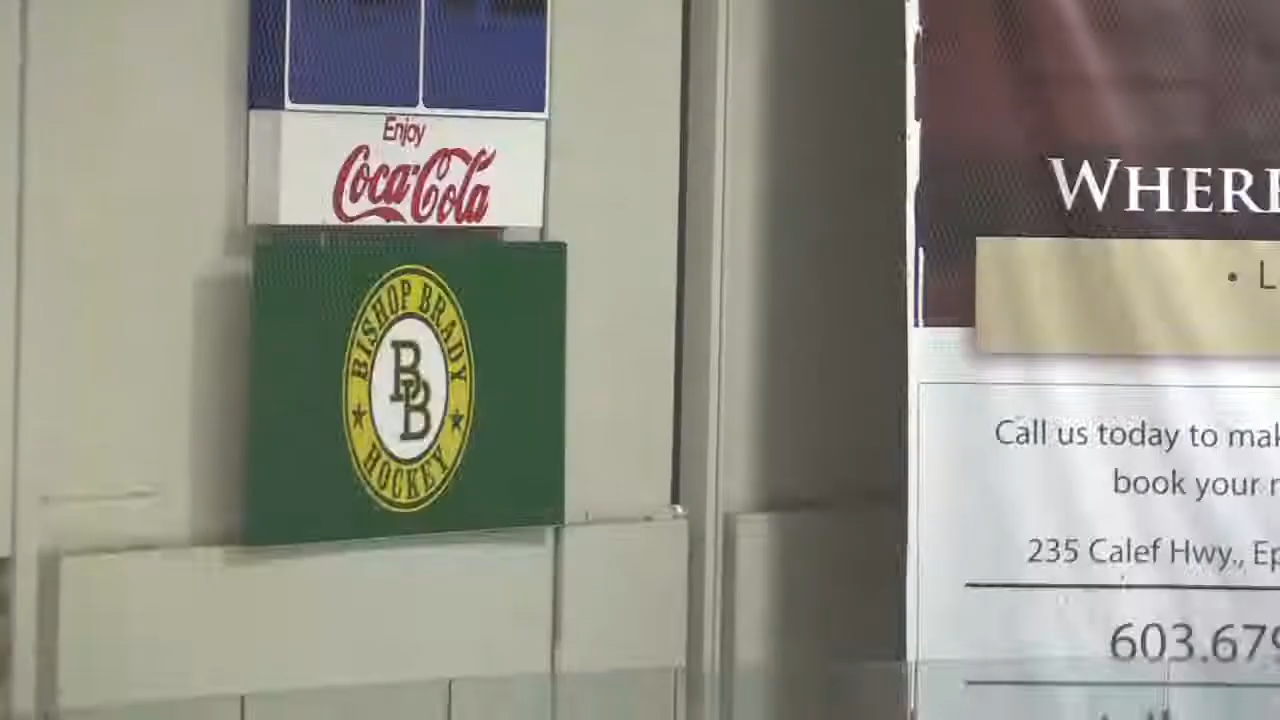 Enjoy
Coca-Cola
BISHOP BRADY
BB
HOCKEY
WHERE
• L
Call us today to mak
book your r
235 Calef Hwy., Ep
603.679